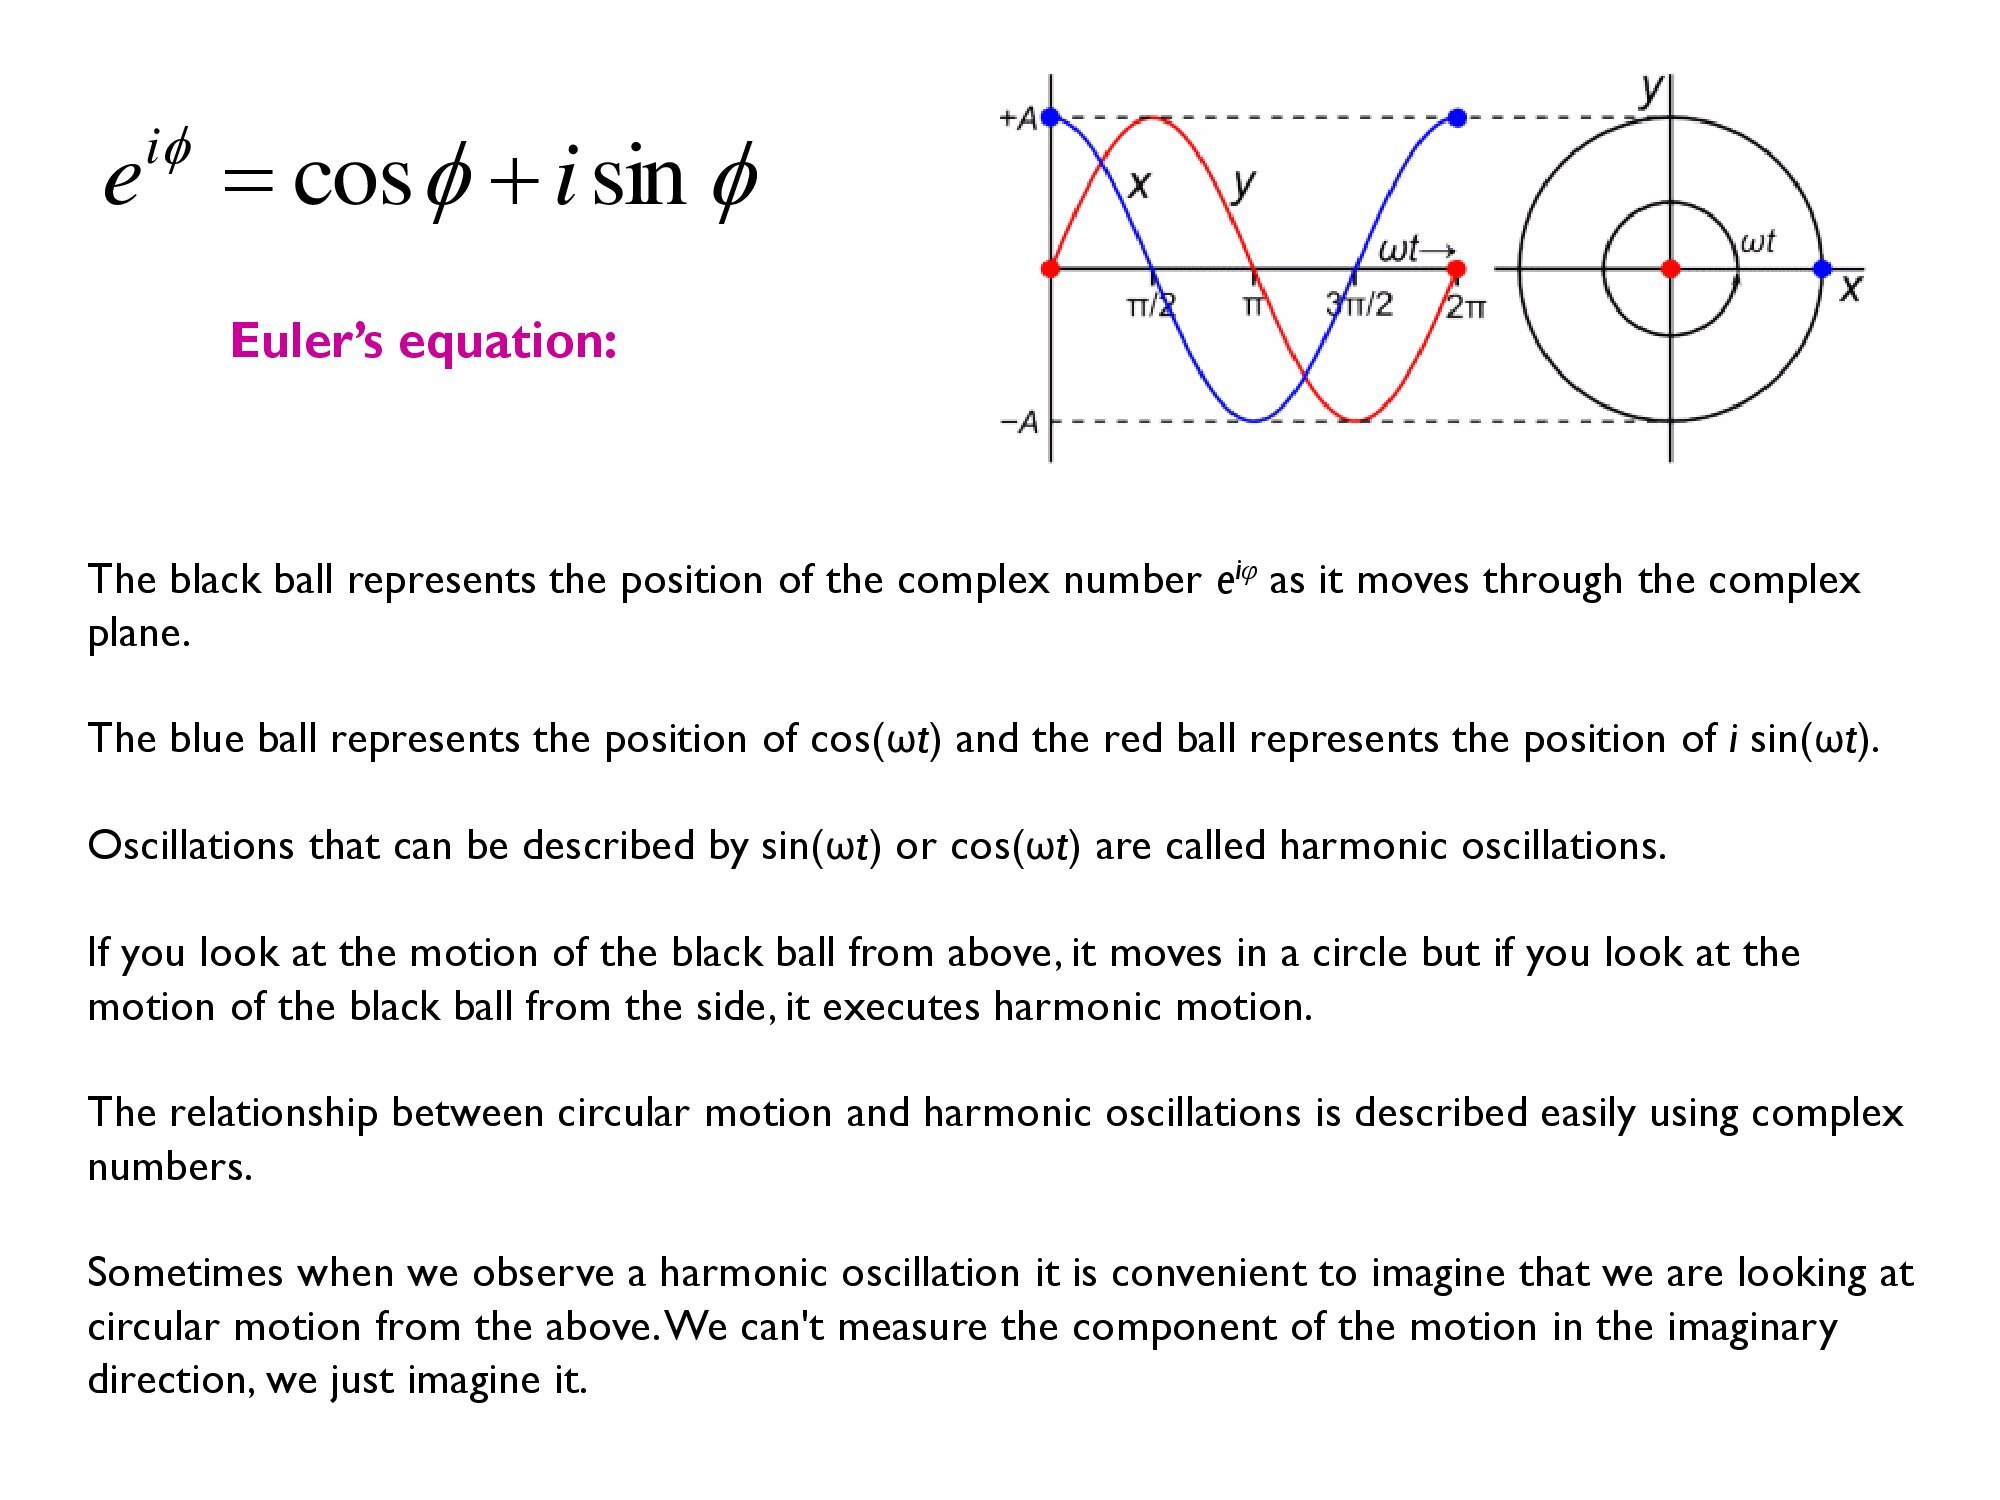 e^{iϕ} = cos ϕ + i sin ϕ
Euler’s equation:
+A
x
y
ωt→
π/2
π
3π/2
2π
−A
y
ωt
x
The black ball represents the position of the complex number e^{iφ} as it moves through the complex
plane.
The blue ball represents the position of cos(ωt) and the red ball represents the position of i sin(ωt).
Oscillations that can be described by sin(ωt) or cos(ωt) are called harmonic oscillations.
If you look at the motion of the black ball from above, it moves in a circle but if you look at the
motion of the black ball from the side, it executes harmonic motion.
The relationship between circular motion and harmonic oscillations is described easily using complex
numbers.
Sometimes when we observe a harmonic oscillation it is convenient to imagine that we are looking at
circular motion from the above. We can't measure the component of the motion in the imaginary
direction, we just imagine it.